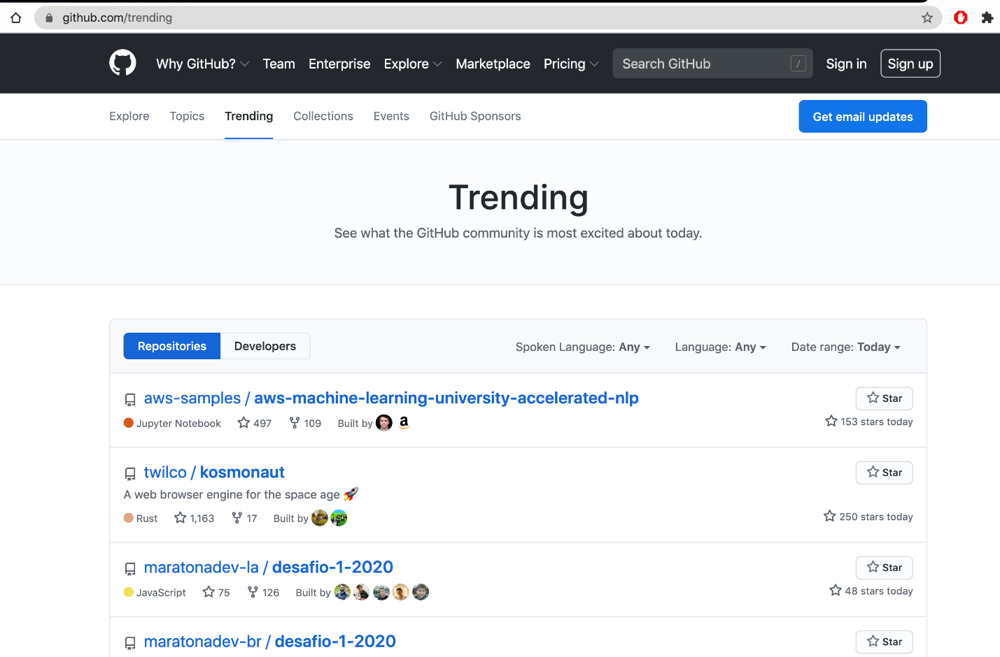 github.com/trending
Why GitHub? Team Enterprise Explore Marketplace Pricing Search GitHub / Sign in Sign up
Explore Topics Trending Collections Events GitHub Sponsors Get email updates
Trending
See what the GitHub community is most excited about today.
Repositories Developers Spoken Language: Any Language: Any Date range: Today
aws-samples / aws-machine-learning-university-accelerated-nlp Star
Jupyter Notebook 497 109 Built by a 153 stars today
twilco / kosmonaut Star
A web browser engine for the space age 🚀
Rust 1,163 17 Built by 250 stars today
maratonadev-la / desafio-1-2020 Star
JavaScript 75 126 Built by 48 stars today
maratonadev-br / desafio-1-2020 Star